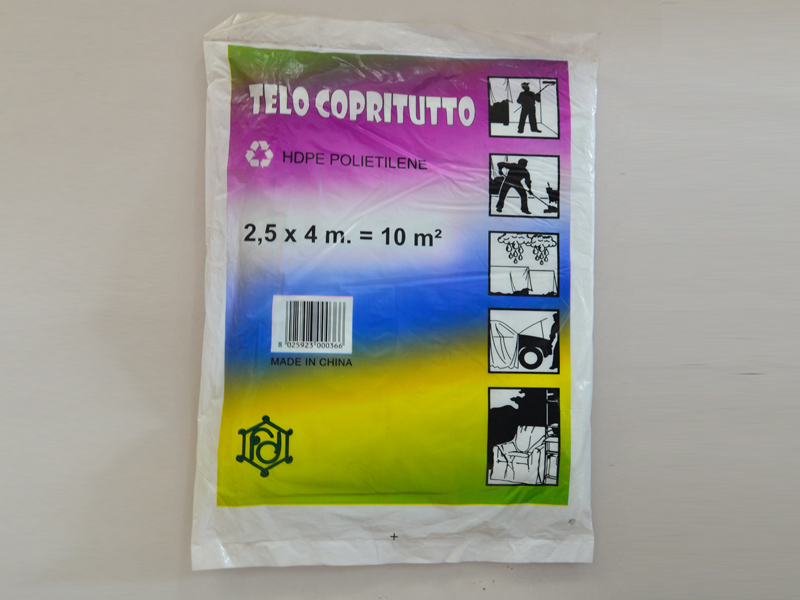 TELO COPRITUTTO
HDPE POLIETILENE
2,5 x 4 m. = 10 m²
8 025923 000366
MADE IN CHINA